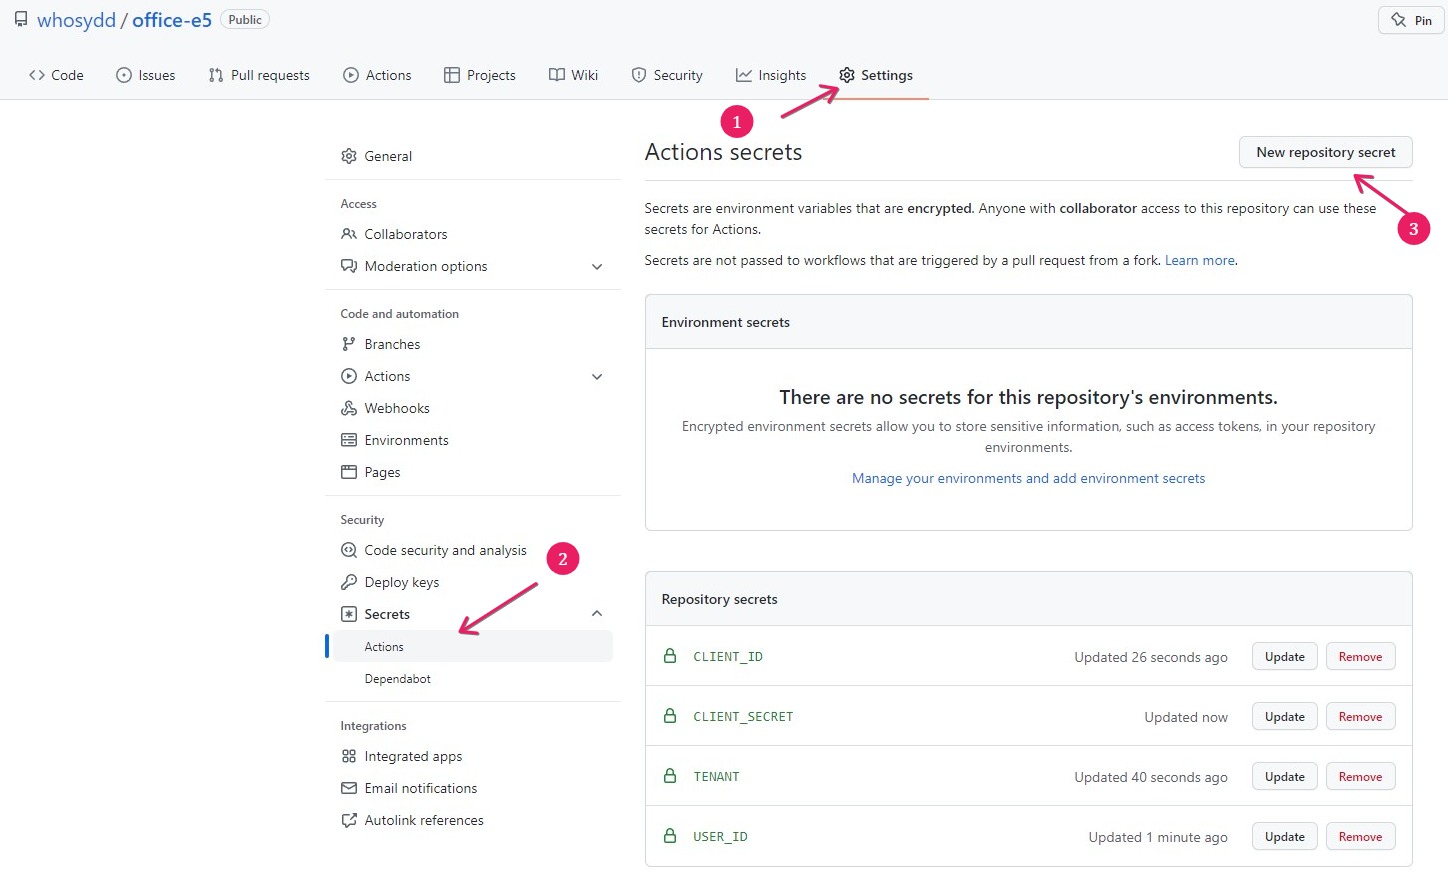 whosydd / office-e5 Public
Pin
Code Issues Pull requests Actions Projects Wiki Security Insights Settings
1
General
Access
Collaborators
Moderation options
Code and automation
Branches
Actions
Webhooks
Environments
Pages
Security
Code security and analysis
2
Deploy keys
Secrets
Actions
Dependabot
Integrations
Integrated apps
Email notifications
Autolink references
Actions secrets
New repository secret
3
Secrets are environment variables that are encrypted. Anyone with collaborator access to this repository can use these
secrets for Actions.
Secrets are not passed to workflows that are triggered by a pull request from a fork. Learn more.
Environment secrets
There are no secrets for this repository's environments.
Encrypted environment secrets allow you to store sensitive information, such as access tokens, in your repository
environments.
Manage your environments and add environment secrets
Repository secrets
CLIENT_ID Updated 26 seconds ago Update Remove
CLIENT_SECRET Updated now Update Remove
TENANT Updated 40 seconds ago Update Remove
USER_ID Updated 1 minute ago Update Remove